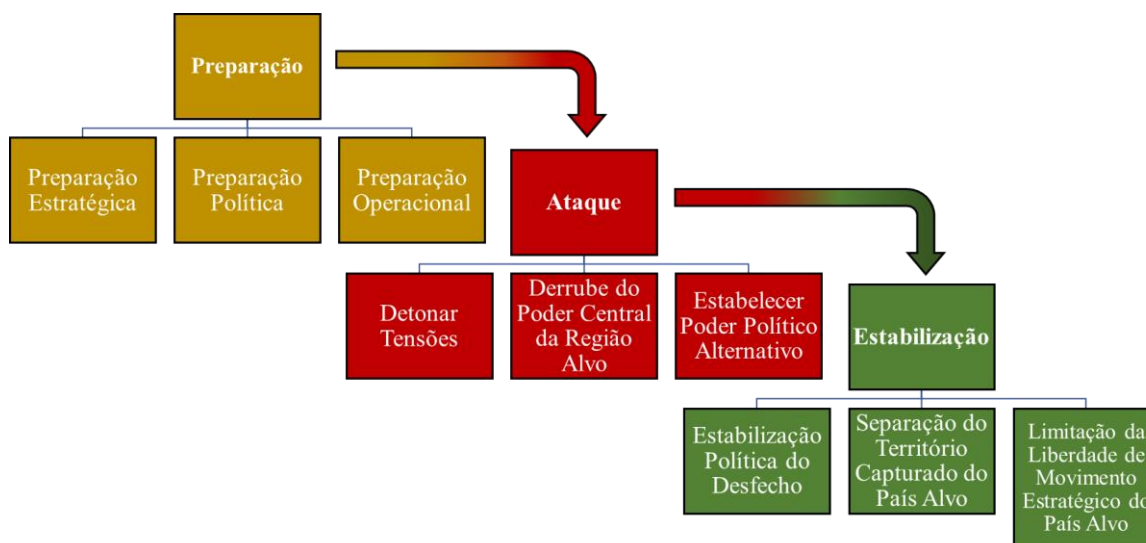 Preparação
Preparação
Estratégica
Preparação
Política
Preparação
Operacional
Ataque
Detonar
Tensões
Derrube do
Poder Central
da Região
Alvo
Estabelecer
Poder Político
Alternativo
Estabilização
Estabilização
Política do
Desfecho
Separação do
Território
Capturado do
País Alvo
Limitação da
Liberdade de
Movimento
Estratégico do
País Alvo